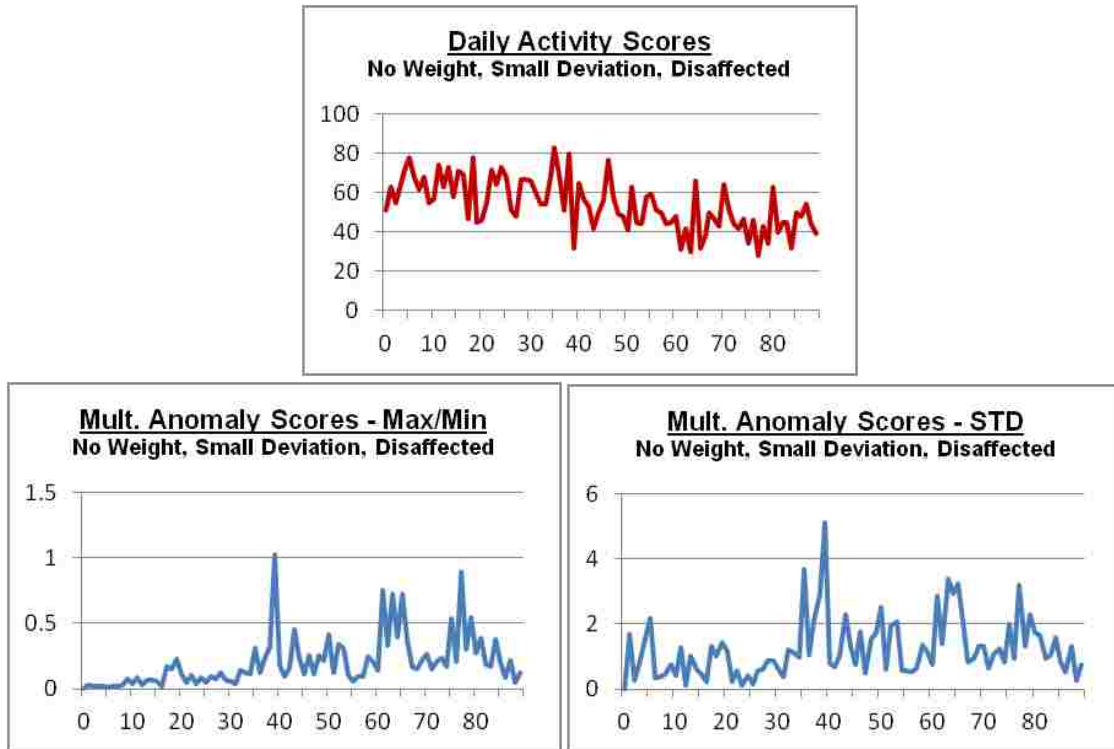 Daily Activity Scores
No Weight, Small Deviation, Disaffected
100
80
60
40
20
0
0 10 20 30 40 50 60 70 80
Mult. Anomaly Scores - Max/Min
No Weight, Small Deviation, Disaffected
1.5
1
0.5
0
0 10 20 30 40 50 60 70 80
Mult. Anomaly Scores - STD
No Weight, Small Deviation, Disaffected
6
4
2
0
0 10 20 30 40 50 60 70 80